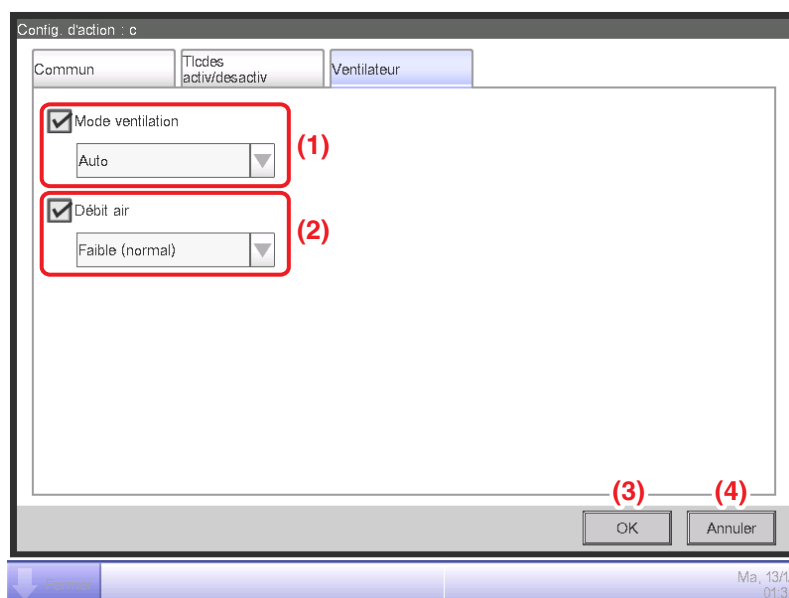 Config. d'action : c
Commun
Tlcdes
activ/desactiv
Ventilateur
Mode ventilation
(1)
Auto
Débit air
(2)
Faible (normal)
(3)
(4)
OK
Annuler
Ma, 13/1
01:3